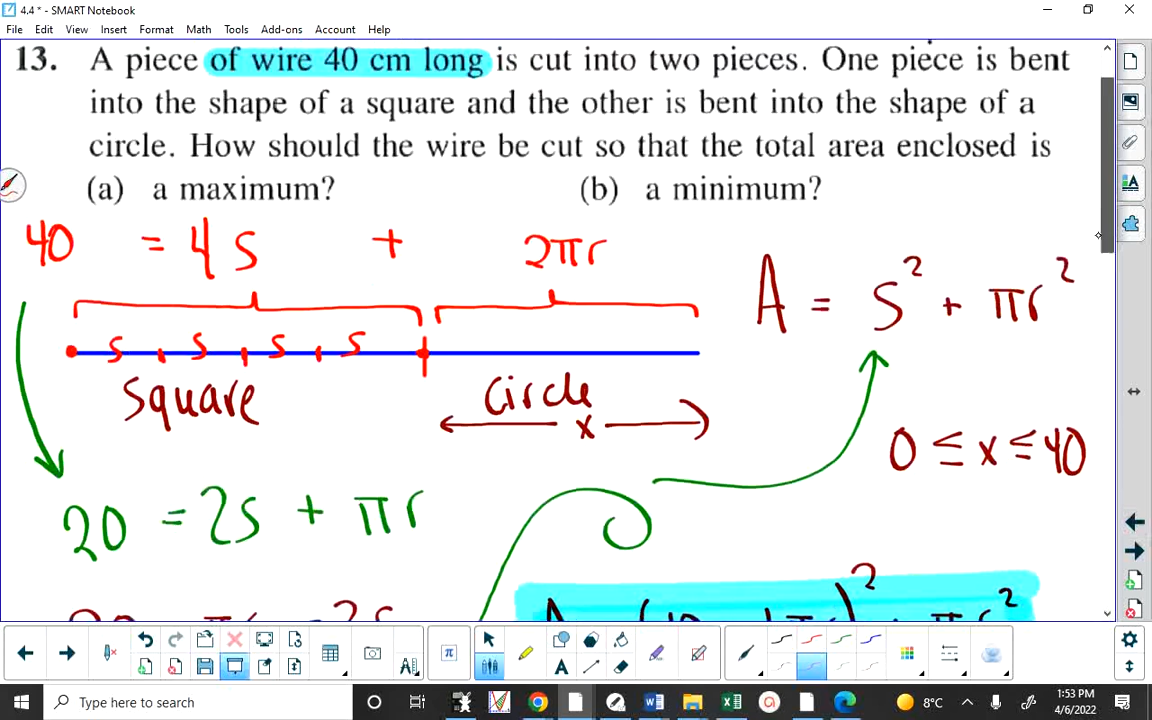 4.4 * - SMART Notebook
File Edit View Insert Format Math Tools Add-ons Account Help
13. A piece of wire 40 cm long is cut into two pieces. One piece is bent
into the shape of a square and the other is bent into the shape of a
circle. How should the wire be cut so that the total area enclosed is
(a) a maximum? (b) a minimum?
40 = 4s + 2πr
A = s² + πr²
s s s s
square circle
x
0 ≤ x ≤ 40
20 = 2s + πr
Type here to search
8°C
1:53 PM
4/6/2022